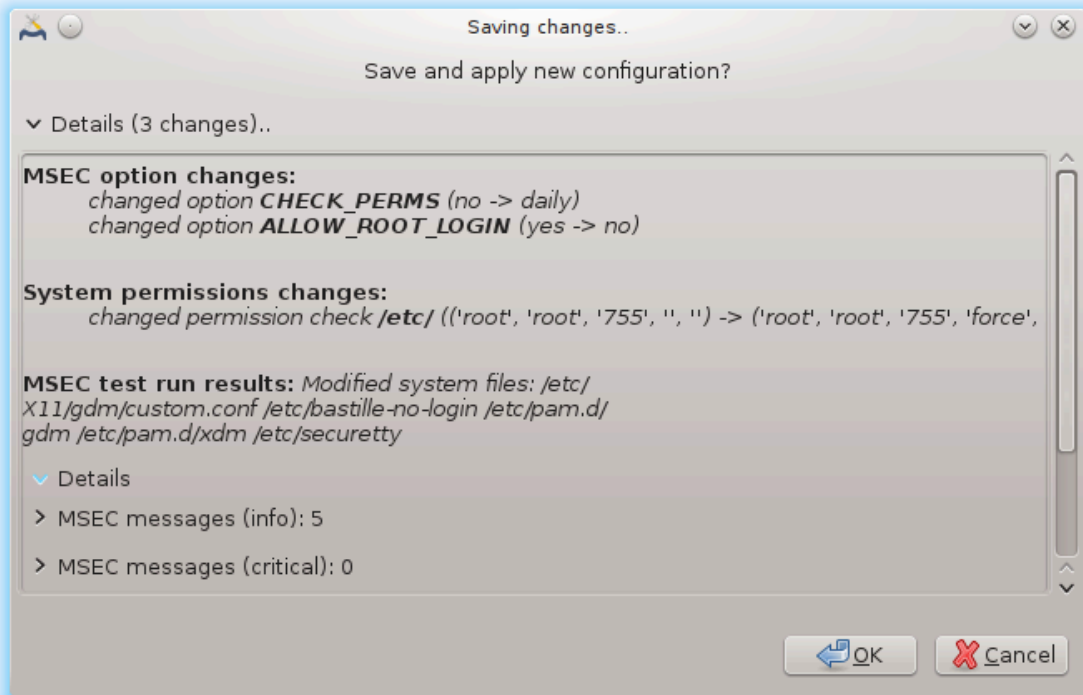 Saving changes..
Save and apply new configuration?
Details (3 changes)..
MSEC option changes:
changed option CHECK_PERMS (no -> daily)
changed option ALLOW_ROOT_LOGIN (yes -> no)
System permissions changes:
changed permission check /etc/ (('root', 'root', '755', '', '') -> ('root', 'root', '755', 'force',
MSEC test run results: Modified system files: /etc/
X11/gdm/custom.conf /etc/bastille-no-login /etc/pam.d/
gdm /etc/pam.d/xdm /etc/securetty
Details
MSEC messages (info): 5
MSEC messages (critical): 0
OK Cancel